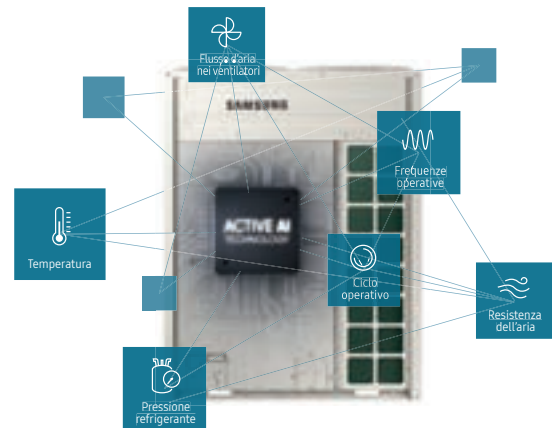 Flusso d'aria
nei ventilatori
SAMSUNG
Frequenze
operative
ACTIVE AI
TECHNOLOGY
Temperatura
Ciclo
operativo
Resistenza
dell'aria
Pressione
refrigerante